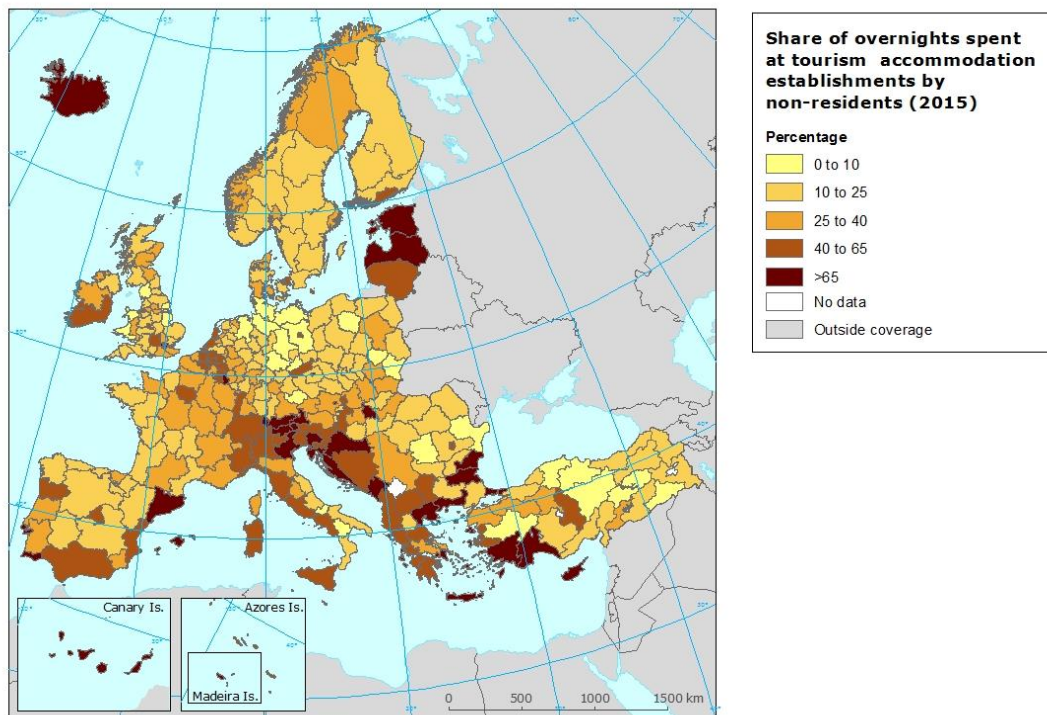 Share of overnights spent
at tourism accommodation
establishments by
non-residents (2015)
Percentage
0 to 10
10 to 25
25 to 40
40 to 65
>65
No data
Outside coverage
Canary Is.
Azores Is.
Madeira Is.
0 500 1000 1500 km